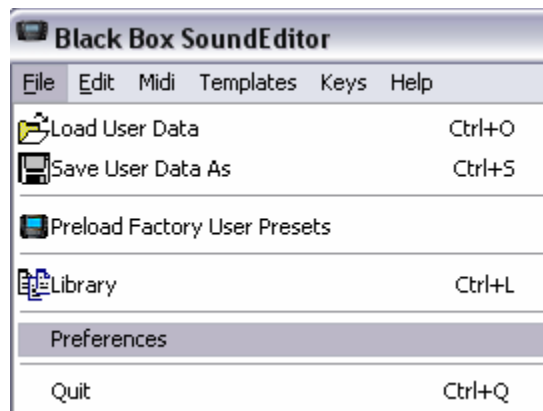 Black Box SoundEditor
File Edit Midi Templates Keys Help
Load User Data Ctrl+O
Save User Data As Ctrl+S
Preload Factory User Presets
Library Ctrl+L
Preferences
Quit Ctrl+Q